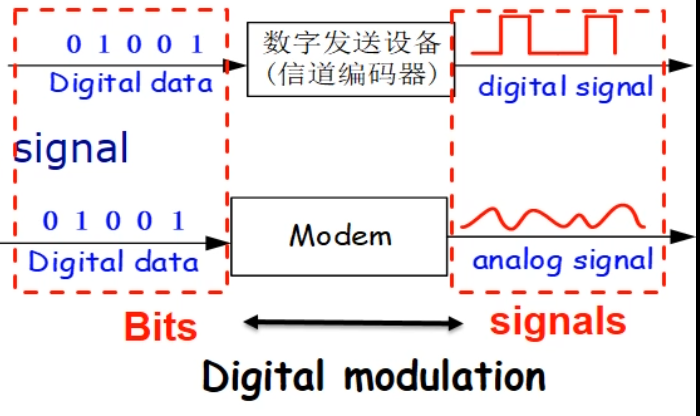 0 1 0 0 1
Digital data
数字发送设备
(信道编码器)
digital signal
signal
0 1 0 0 1
Digital data
Modem
analog signal
Bits
signals
Digital modulation